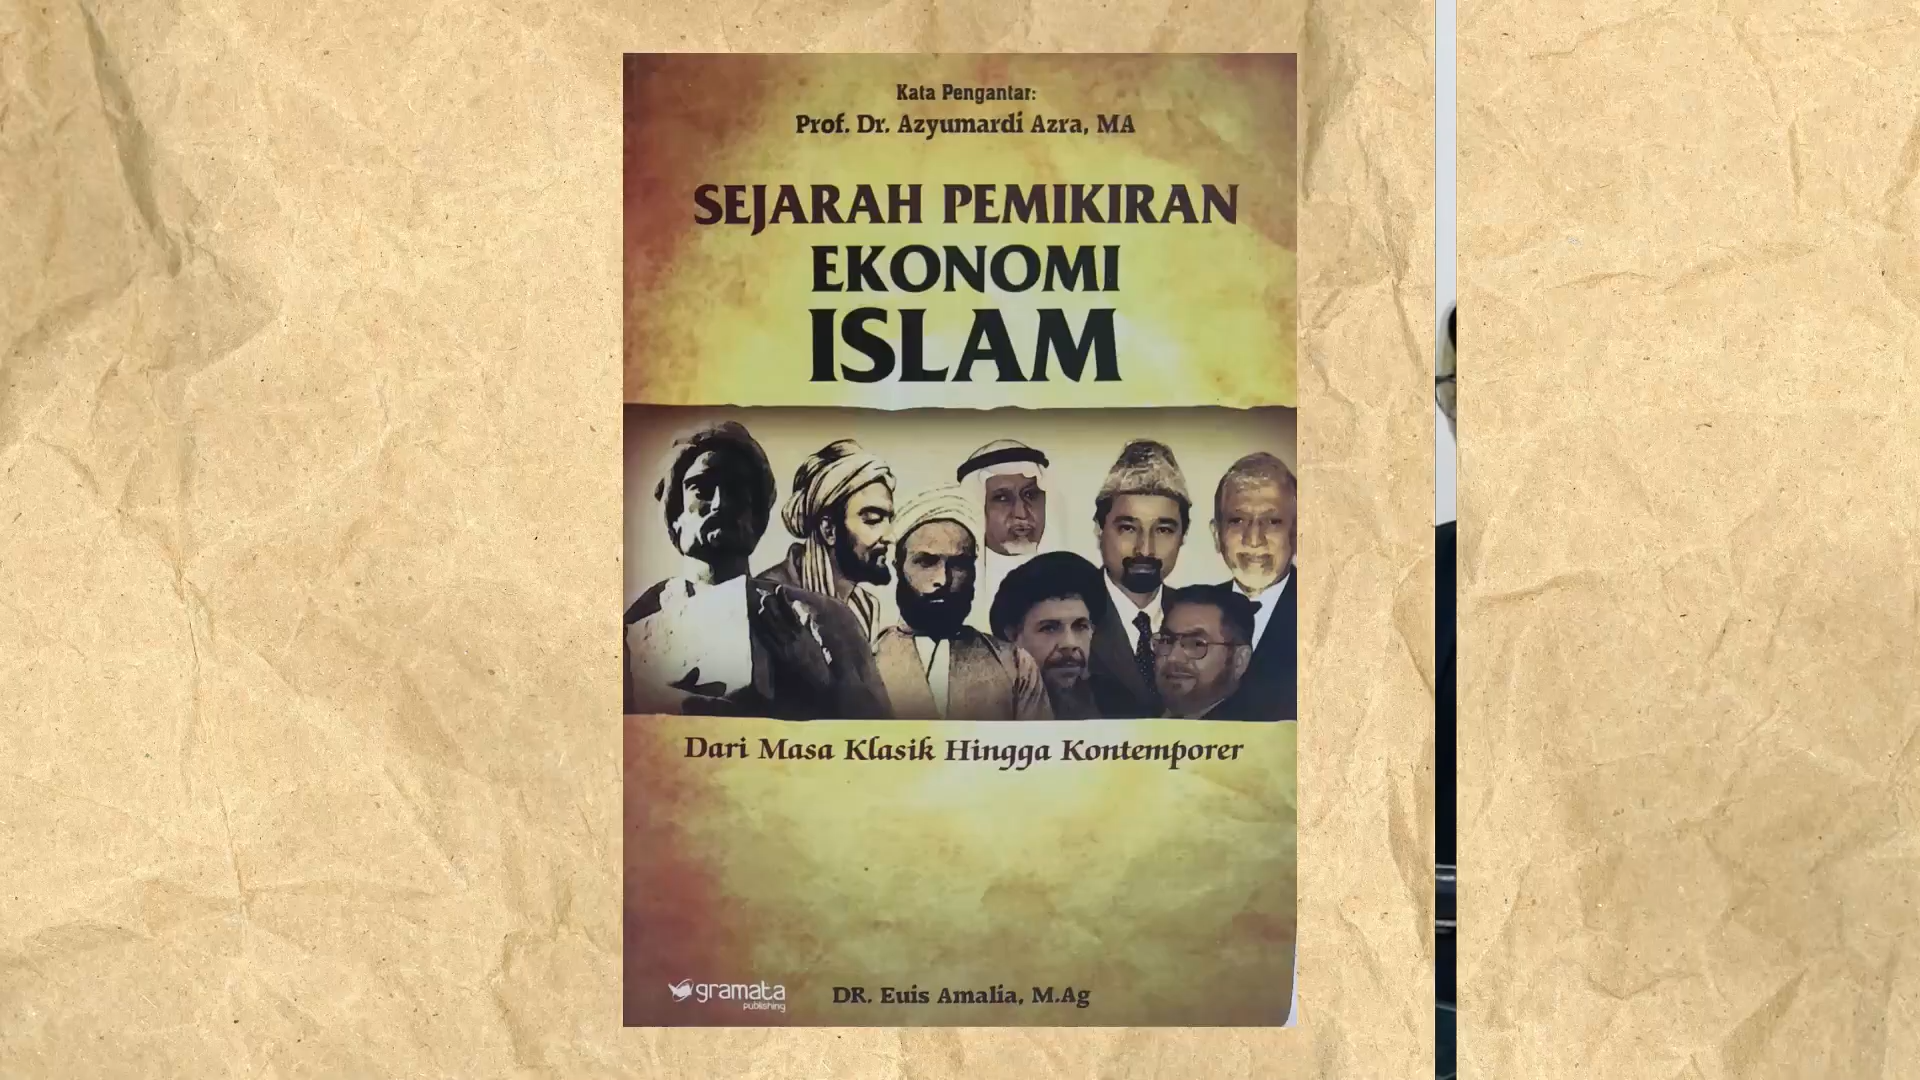 Kata Pengantar:
Prof. Dr. Azyumardi Azra, MA
SEJARAH PEMIKIRAN
EKONOMI
ISLAM
Dari Masa Klasik Hingga Kontemporer
gramata
publishing
DR. Euis Amalia, M.Ag